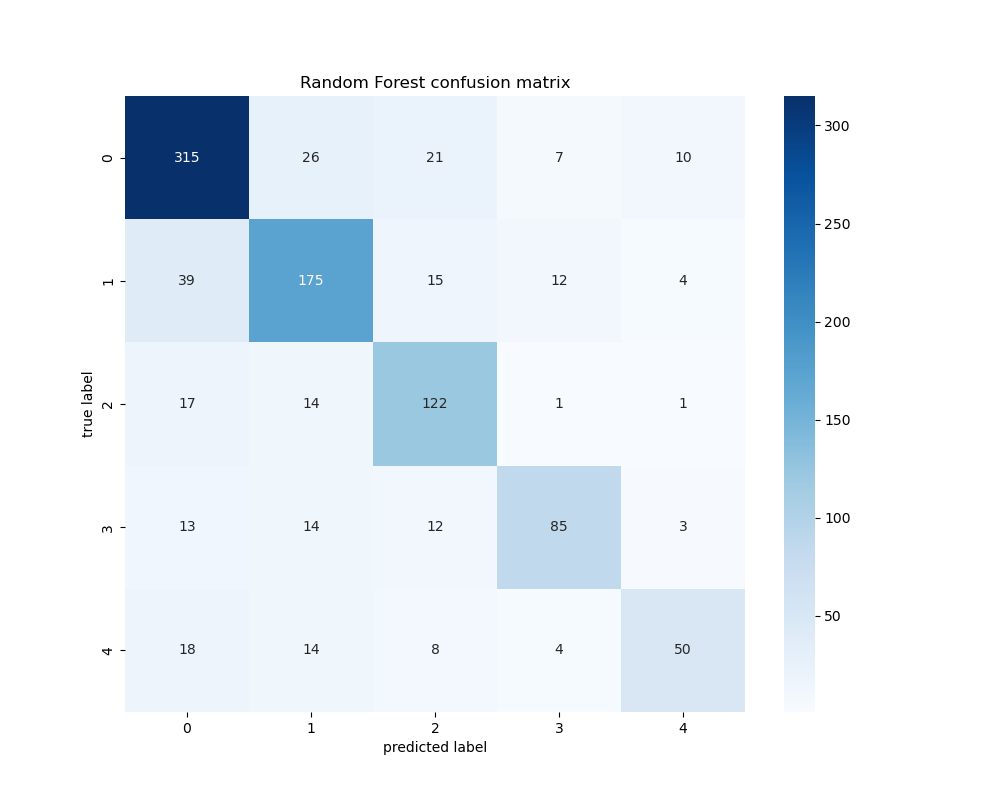 Random Forest confusion matrix
0 315 26 21 7 10
1 39 175 15 12 4
2 17 14 122 1 1
3 13 14 12 85 3
4 18 14 8 4 50
0 1 2 3 4
predicted label
true label
300
250
200
150
100
50